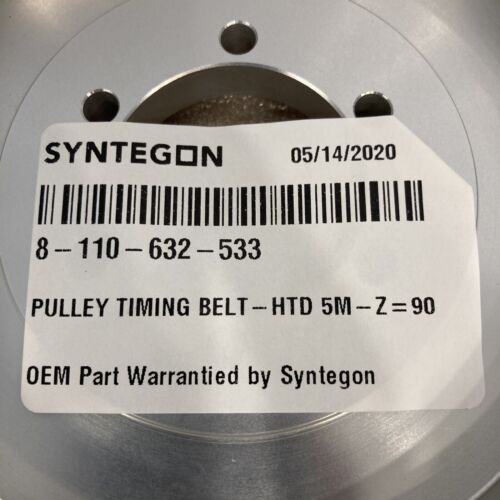 SYNTEGON 05/14/2020
8-110-632-533
PULLEY TIMING BELT-HTD 5M-Z=90
OEM Part Warrantied by Syntegon